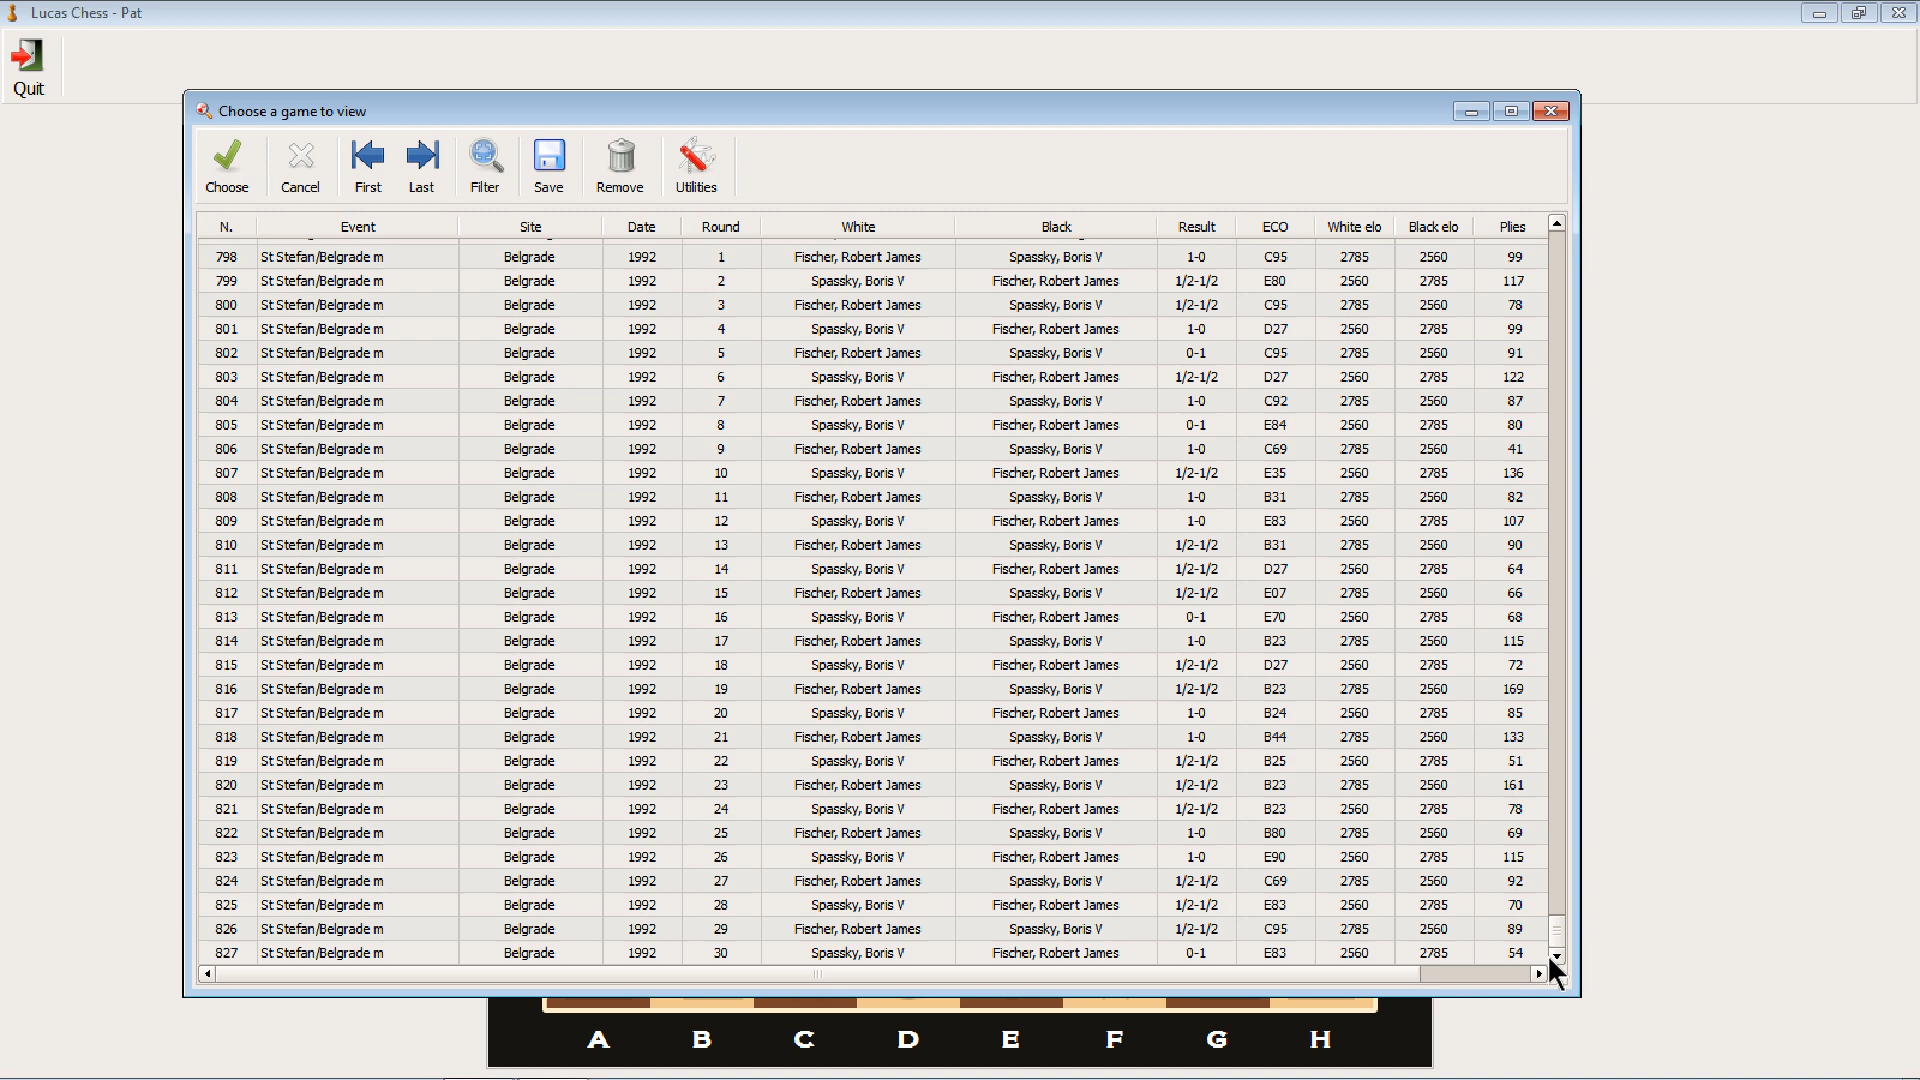 Lucas Chess - Pat
Quit
Choose a game to view
Choose Cancel First Last Filter Save Remove Utilities
N. Event Site Date Round White Black Result ECO White elo Black elo Plies
798 St Stefan/Belgrade m Belgrade 1992 1 Fischer, Robert James Spassky, Boris V 1-0 C95 2785 2560 99
799 St Stefan/Belgrade m Belgrade 1992 2 Spassky, Boris V Fischer, Robert James 1/2-1/2 E80 2560 2785 117
800 St Stefan/Belgrade m Belgrade 1992 3 Fischer, Robert James Spassky, Boris V 1/2-1/2 C95 2785 2560 78
801 St Stefan/Belgrade m Belgrade 1992 4 Spassky, Boris V Fischer, Robert James 1-0 D27 2560 2785 99
802 St Stefan/Belgrade m Belgrade 1992 5 Fischer, Robert James Spassky, Boris V 0-1 C95 2785 2560 91
803 St Stefan/Belgrade m Belgrade 1992 6 Spassky, Boris V Fischer, Robert James 1/2-1/2 D27 2560 2785 122
804 St Stefan/Belgrade m Belgrade 1992 7 Fischer, Robert James Spassky, Boris V 1-0 C92 2785 2560 87
805 St Stefan/Belgrade m Belgrade 1992 8 Spassky, Boris V Fischer, Robert James 0-1 E84 2560 2785 80
806 St Stefan/Belgrade m Belgrade 1992 9 Fischer, Robert James Spassky, Boris V 1-0 C69 2785 2560 41
807 St Stefan/Belgrade m Belgrade 1992 10 Spassky, Boris V Fischer, Robert James 1/2-1/2 E35 2560 2785 136
808 St Stefan/Belgrade m Belgrade 1992 11 Fischer, Robert James Spassky, Boris V 1-0 B31 2785 2560 82
809 St Stefan/Belgrade m Belgrade 1992 12 Spassky, Boris V Fischer, Robert James 1-0 E83 2560 2785 107
810 St Stefan/Belgrade m Belgrade 1992 13 Fischer, Robert James Spassky, Boris V 1/2-1/2 B31 2785 2560 90
811 St Stefan/Belgrade m Belgrade 1992 14 Spassky, Boris V Fischer, Robert James 1/2-1/2 D27 2560 2785 64
812 St Stefan/Belgrade m Belgrade 1992 15 Fischer, Robert James Spassky, Boris V 1/2-1/2 E07 2785 2560 66
813 St Stefan/Belgrade m Belgrade 1992 16 Spassky, Boris V Fischer, Robert James 0-1 E70 2560 2785 68
814 St Stefan/Belgrade m Belgrade 1992 17 Fischer, Robert James Spassky, Boris V 1-0 B23 2785 2560 115
815 St Stefan/Belgrade m Belgrade 1992 18 Spassky, Boris V Fischer, Robert James 1/2-1/2 D27 2560 2785 72
816 St Stefan/Belgrade m Belgrade 1992 19 Fischer, Robert James Spassky, Boris V 1/2-1/2 B23 2785 2560 169
817 St Stefan/Belgrade m Belgrade 1992 20 Spassky, Boris V Fischer, Robert James 1-0 B24 2560 2785 85
818 St Stefan/Belgrade m Belgrade 1992 21 Fischer, Robert James Spassky, Boris V 1-0 B44 2785 2560 133
819 St Stefan/Belgrade m Belgrade 1992 22 Spassky, Boris V Fischer, Robert James 1/2-1/2 B25 2560 2785 51
820 St Stefan/Belgrade m Belgrade 1992 23 Fischer, Robert James Spassky, Boris V 1/2-1/2 B23 2785 2560 161
821 St Stefan/Belgrade m Belgrade 1992 24 Spassky, Boris V Fischer, Robert James 1/2-1/2 B23 2560 2785 78
822 St Stefan/Belgrade m Belgrade 1992 25 Fischer, Robert James Spassky, Boris V 1-0 B80 2785 2560 69
823 St Stefan/Belgrade m Belgrade 1992 26 Spassky, Boris V Fischer, Robert James 1-0 E90 2560 2785 115
824 St Stefan/Belgrade m Belgrade 1992 27 Fischer, Robert James Spassky, Boris V 1/2-1/2 C69 2785 2560 92
825 St Stefan/Belgrade m Belgrade 1992 28 Spassky, Boris V Fischer, Robert James 1/2-1/2 E83 2560 2785 70
826 St Stefan/Belgrade m Belgrade 1992 29 Fischer, Robert James Spassky, Boris V 1/2-1/2 C95 2785 2560 89
827 St Stefan/Belgrade m Belgrade 1992 30 Spassky, Boris V Fischer, Robert James 0-1 E83 2560 2785 54
A B C D E F G H